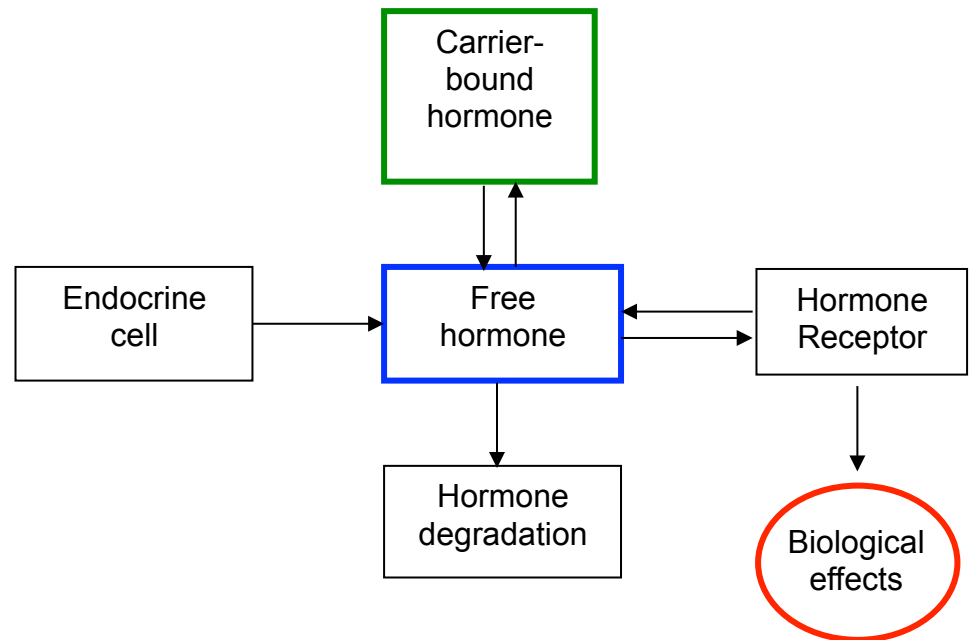 Carrier-
bound
hormone
Endocrine
cell
Free
hormone
Hormone
Receptor
Hormone
degradation
Biological
effects